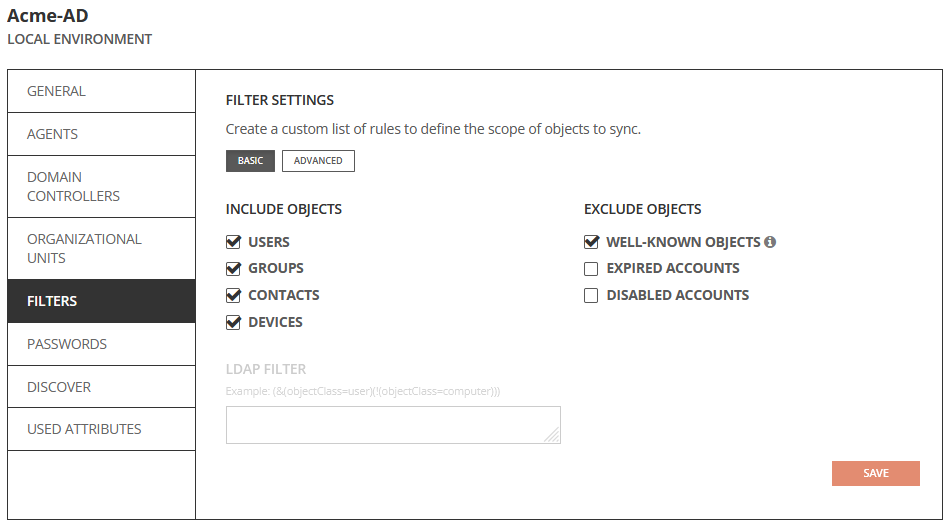 Acme-AD
LOCAL ENVIRONMENT
GENERAL
AGENTS
DOMAIN
CONTROLLERS
ORGANIZATIONAL
UNITS
FILTERS
PASSWORDS
DISCOVER
USED ATTRIBUTES
FILTER SETTINGS
Create a custom list of rules to define the scope of objects to sync.
BASIC
ADVANCED
INCLUDE OBJECTS
USERS
GROUPS
CONTACTS
DEVICES
EXCLUDE OBJECTS
WELL-KNOWN OBJECTS
EXPIRED ACCOUNTS
DISABLED ACCOUNTS
LDAP FILTER
Example: (&(objectClass=user)(!(objectClass=computer)))
SAVE